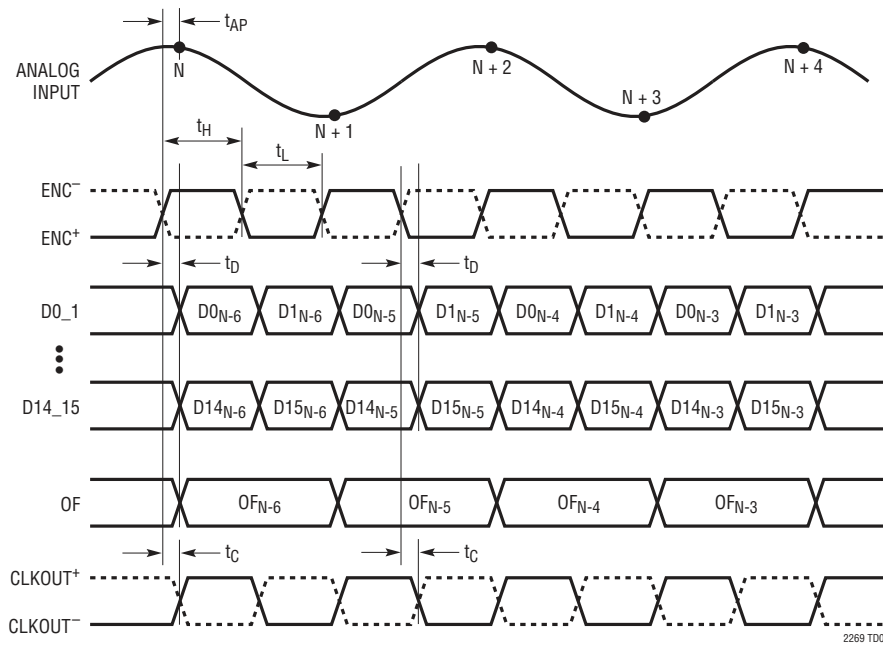 tAP
ANALOG
INPUT
N
N + 1
N + 2
N + 3
N + 4
tH
tL
ENC–
ENC+
tD
tD
D0_1
D0N-6
D1N-6
D0N-5
D1N-5
D0N-4
D1N-4
D0N-3
D1N-3
D14_15
D14N-6
D15N-6
D14N-5
D15N-5
D14N-4
D15N-4
D14N-3
D15N-3
OF
OFN-6
OFN-5
OFN-4
OFN-3
tC
tC
CLKOUT+
CLKOUT–